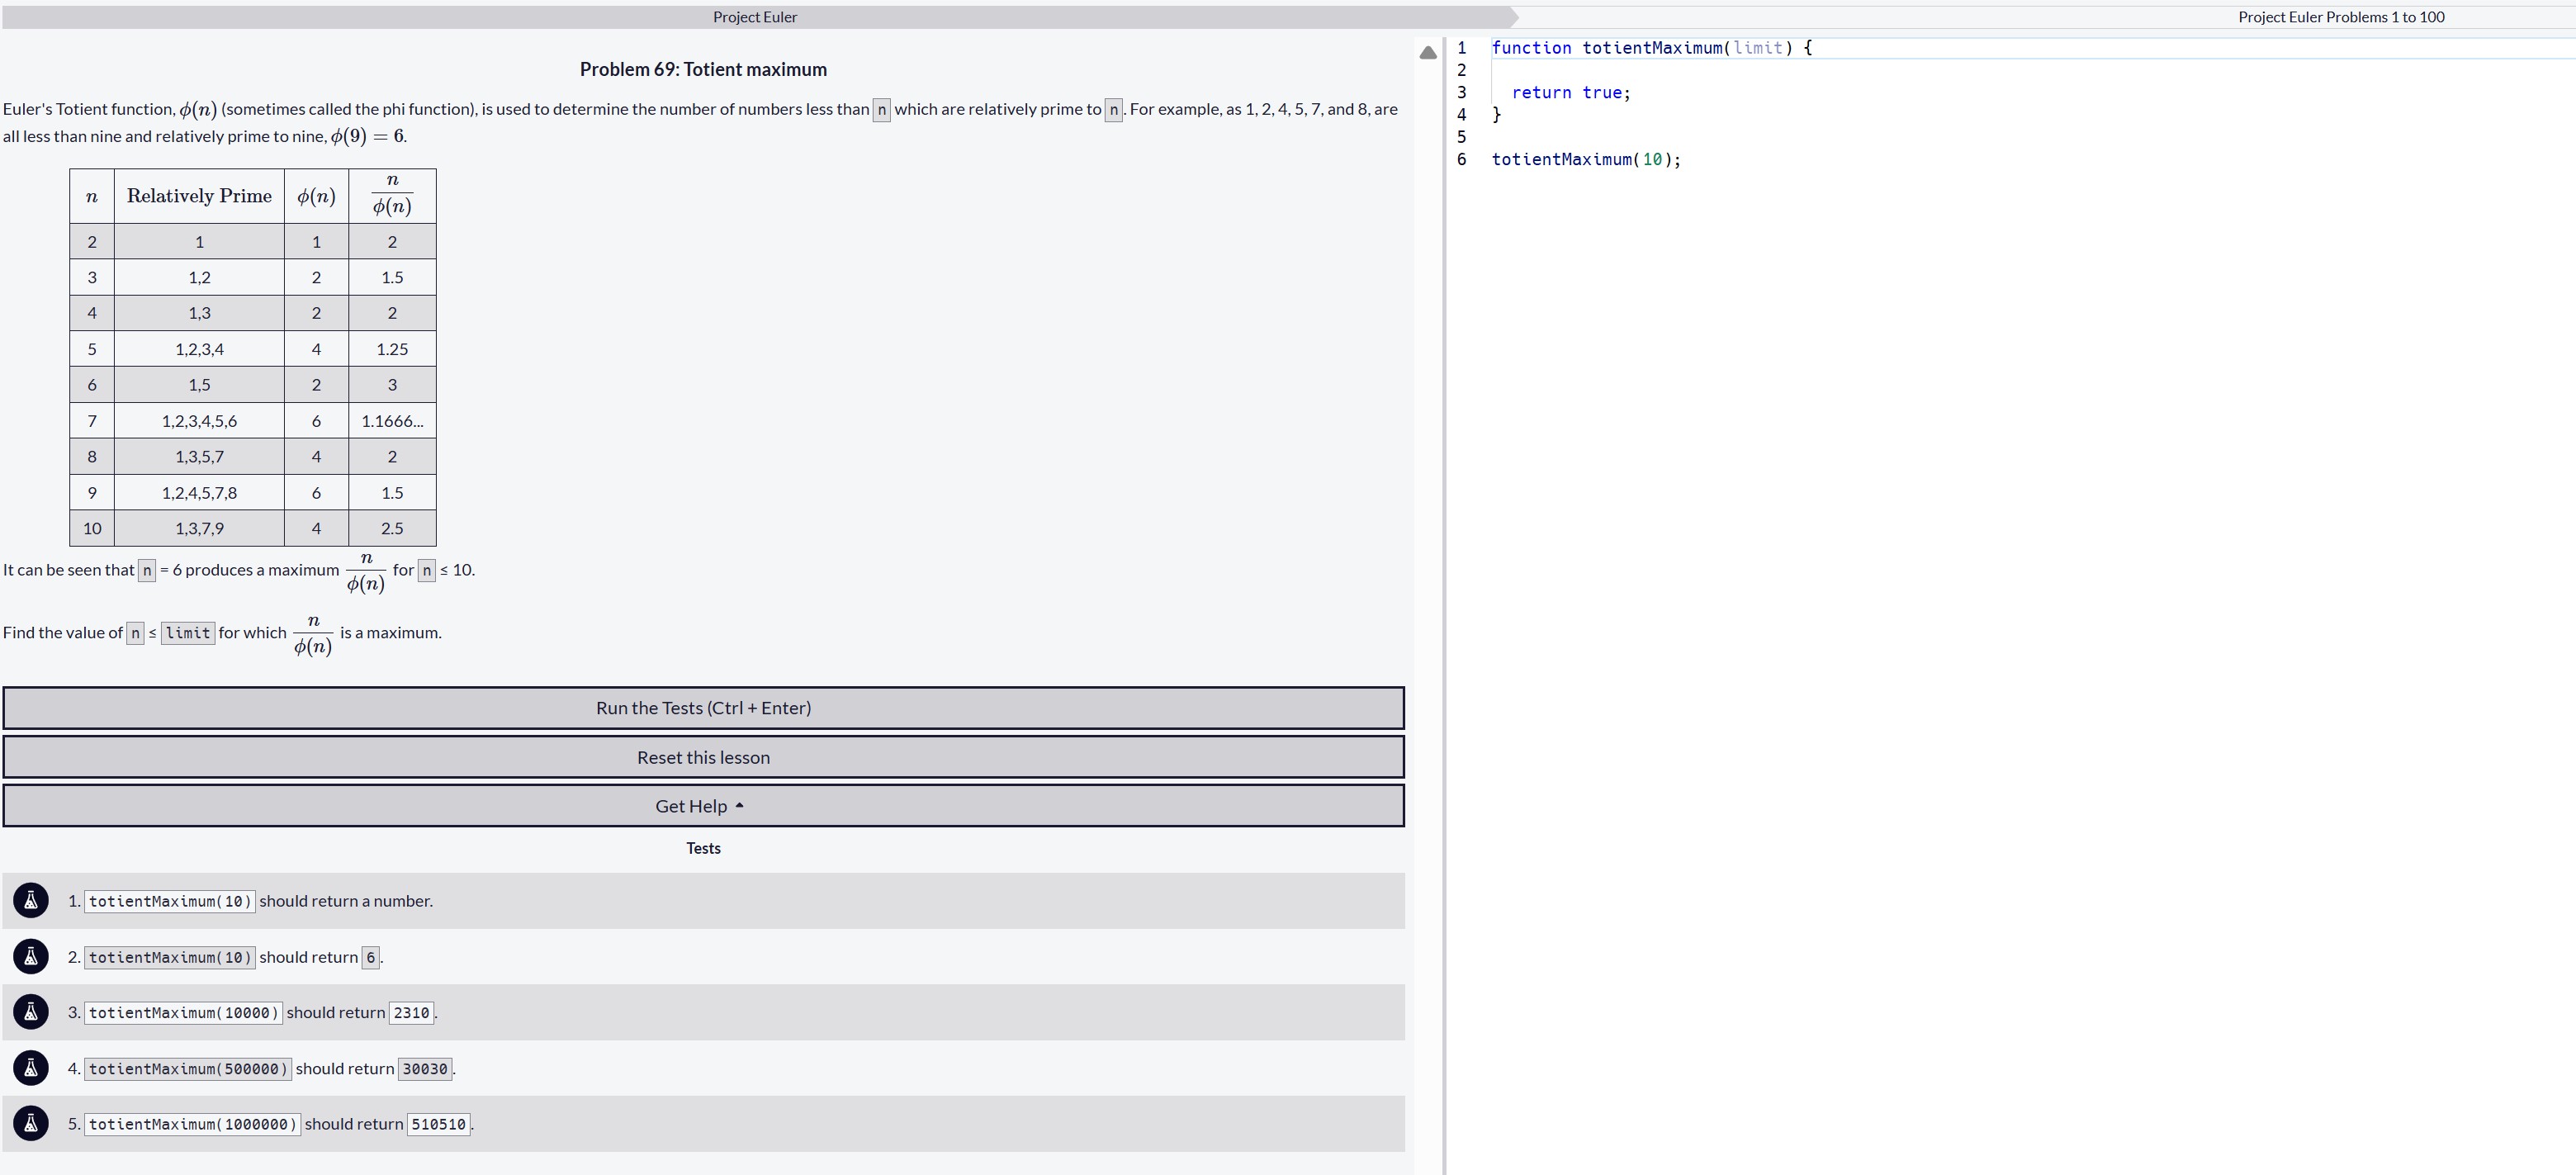 Project Euler
Project Euler Problems 1 to 100
Problem 69: Totient maximum
Euler's Totient function, ϕ(n) (sometimes called the phi function), is used to determine the number of numbers less than n which are relatively prime to n. For example, as 1, 2, 4, 5, 7, and 8, are
all less than nine and relatively prime to nine, ϕ(9) = 6.
n Relatively Prime ϕ(n) n/ϕ(n)
2 1 1 2
3 1,2 2 1.5
4 1,3 2 2
5 1,2,3,4 4 1.25
6 1,5 2 3
7 1,2,3,4,5,6 6 1.1666...
8 1,3,5,7 4 2
9 1,2,4,5,7,8 6 1.5
10 1,3,7,9 4 2.5
It can be seen that n = 6 produces a maximum n/ϕ(n) for n ≤ 10.
Find the value of n ≤ limit for which n/ϕ(n) is a maximum.
Run the Tests (Ctrl + Enter)
Reset this lesson
Get Help
Tests
1. totientMaximum(10) should return a number.
2. totientMaximum(10) should return 6.
3. totientMaximum(10000) should return 2310.
4. totientMaximum(500000) should return 30030.
5. totientMaximum(1000000) should return 510510.
1 function totientMaximum(limit) {
2
3 return true;
4 }
5
6 totientMaximum(10);